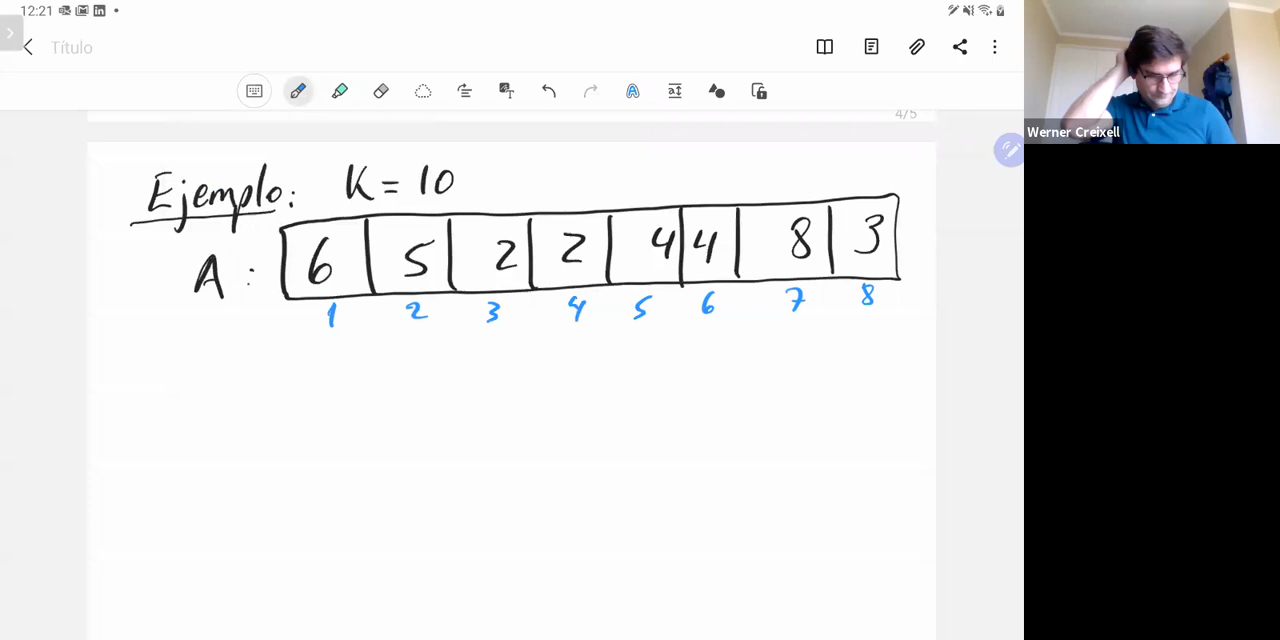 12:21
Título
4/5
Ejemplo: K = 10
A: 6 5 2 2 4 4 8 3
1 2 3 4 5 6 7 8
Werner Creixell